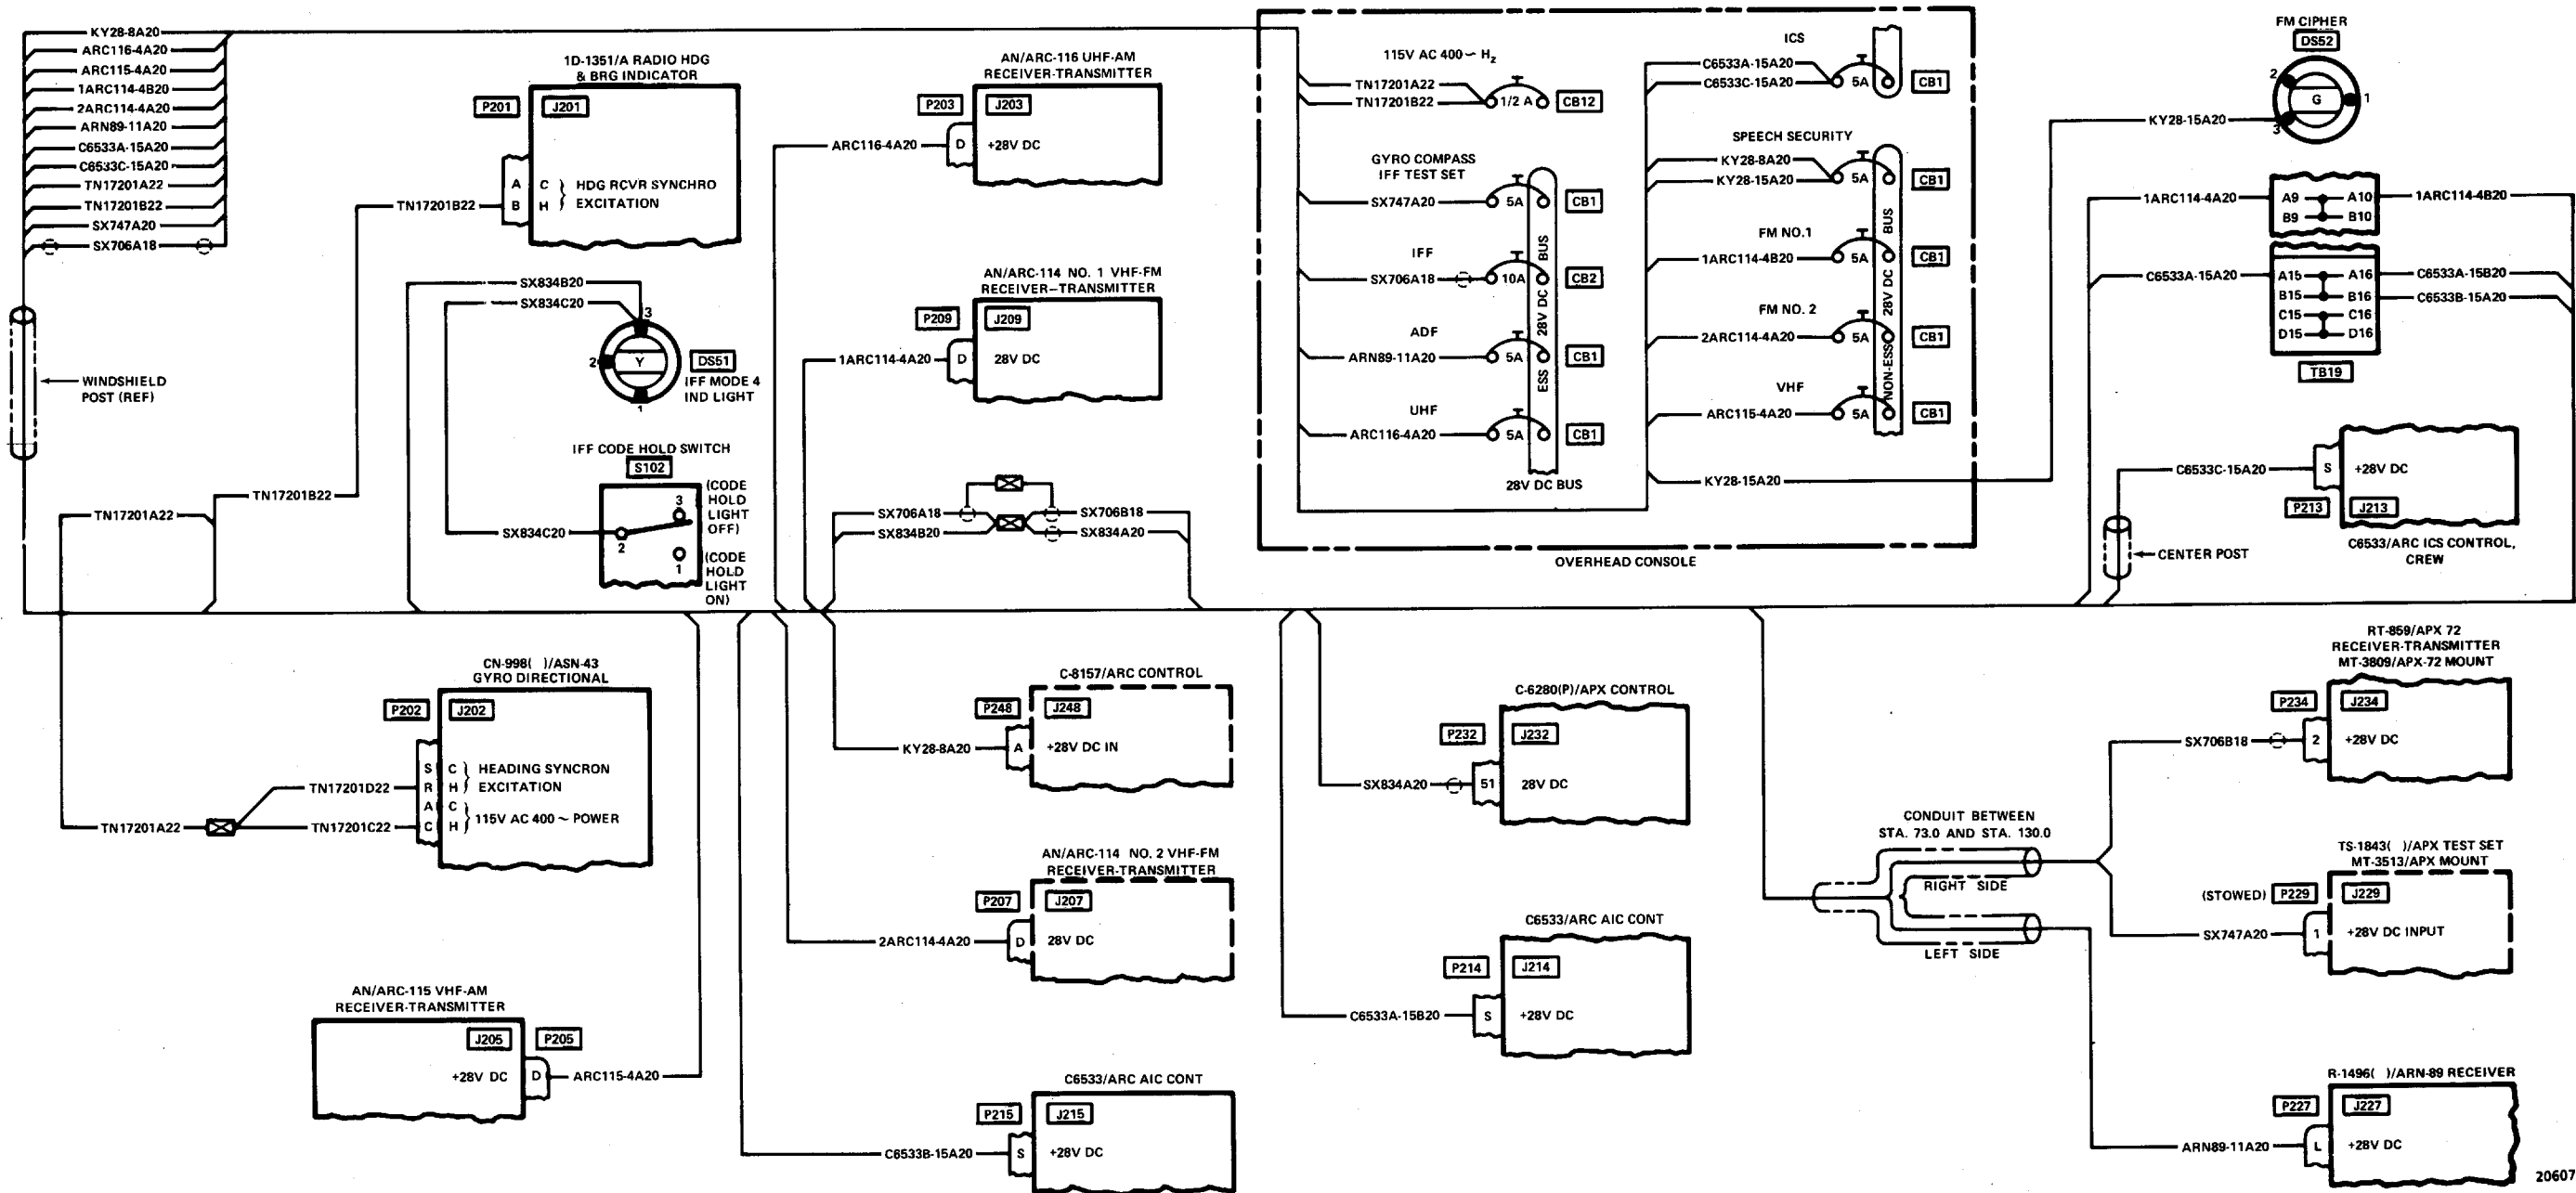 KY28-8A20
ARC116-4A20
ARC115-4A20
1ARC114-4B20
2ARC114-4A20
ARN89-11A20
C6533A-15A20
C6533C-15A20
TN17201A22
TN17201B22
SX747A20
SX706A18
WINDSHIELD
POST (REF)
1D-1351/A RADIO HDG
& BRG INDICATOR
P201
J201
A C HDG RCVR SYNCHRO
B H EXCITATION
TN17201B22
TN17201B22
TN17201A22
SX834B20
SX834C20
3
2
Y
1
DS51
IFF MODE 4
IND LIGHT
IFF CODE HOLD SWITCH
S102
(CODE
HOLD
LIGHT
OFF)
3
2
1
SX834C20
(CODE
HOLD
LIGHT
ON)
AN/ARC-116 UHF-AM
RECEIVER-TRANSMITTER
P203
J203
ARC116-4A20
D
+28V DC
AN/ARC-114 NO. 1 VHF-FM
RECEIVER-TRANSMITTER
P209
J209
1ARC114-4A20
D
28V DC
SX706A18
SX706B18
SX834B20
SX834A20
115V AC 400 ~ Hz
TN17201A22
TN17201B22
1/2 A
CB12
GYRO COMPASS
IFF TEST SET
SX747A20
5A
CB1
IFF
SX706A18
10A
CB2
ADF
ARN89-11A20
5A
CB1
UHF
ARC116-4A20
5A
CB1
ESS 28V DC BUS
28V DC BUS
ICS
C6533A-15A20
C6533C-15A20
5A
CB1
SPEECH SECURITY
KY28-8A20
KY28-15A20
5A
CB1
FM NO.1
1ARC114-4B20
5A
CB1
FM NO. 2
2ARC114-4A20
5A
CB1
VHF
ARC115-4A20
5A
CB1
NON-ESS 28V DC BUS
KY28-15A20
OVERHEAD CONSOLE
FM CIPHER
DS52
2
G
1
3
KY28-15A20
1ARC114-4A20
A9 A10
B9 B10
1ARC114-4B20
C6533A-15A20
A15 A16
B15 B16
C15 C16
D15 D16
C6533A-15B20
C6533B-15A20
TB19
C6533C-15A20
S
+28V DC
P213
J213
C6533/ARC ICS CONTROL,
CREW
CENTER POST
CN-998( )/ASN-43
GYRO DIRECTIONAL
P202
J202
S C HEADING SYNCRON
R H EXCITATION
A C 115V AC 400 ~ POWER
C H
TN17201D22
TN17201A22
TN17201C22
AN/ARC-115 VHF-AM
RECEIVER-TRANSMITTER
J205
P205
+28V DC
D
ARC115-4A20
C-8157/ARC CONTROL
P248
J248
KY28-8A20
A
+28V DC IN
AN/ARC-114 NO. 2 VHF-FM
RECEIVER-TRANSMITTER
P207
J207
2ARC114-4A20
D
28V DC
C6533/ARC AIC CONT
P215
J215
C6533B-15A20
S
+28V DC
C-6280(P)/APX CONTROL
P232
J232
SX834A20
51
28V DC
C6533/ARC AIC CONT
P214
J214
C6533A-15B20
S
+28V DC
CONDUIT BETWEEN
STA. 73.0 AND STA. 130.0
RIGHT SIDE
LEFT SIDE
RT-859/APX 72
RECEIVER-TRANSMITTER
MT-3809/APX-72 MOUNT
P234
J234
SX706B18
2
+28V DC
TS-1843( )/APX TEST SET
MT-3513/APX MOUNT
(STOWED)
P229
J229
SX747A20
1
+28V DC INPUT
R-1496( )/ARN-89 RECEIVER
P227
J227
ARN89-11A20
L
+28V DC
20607